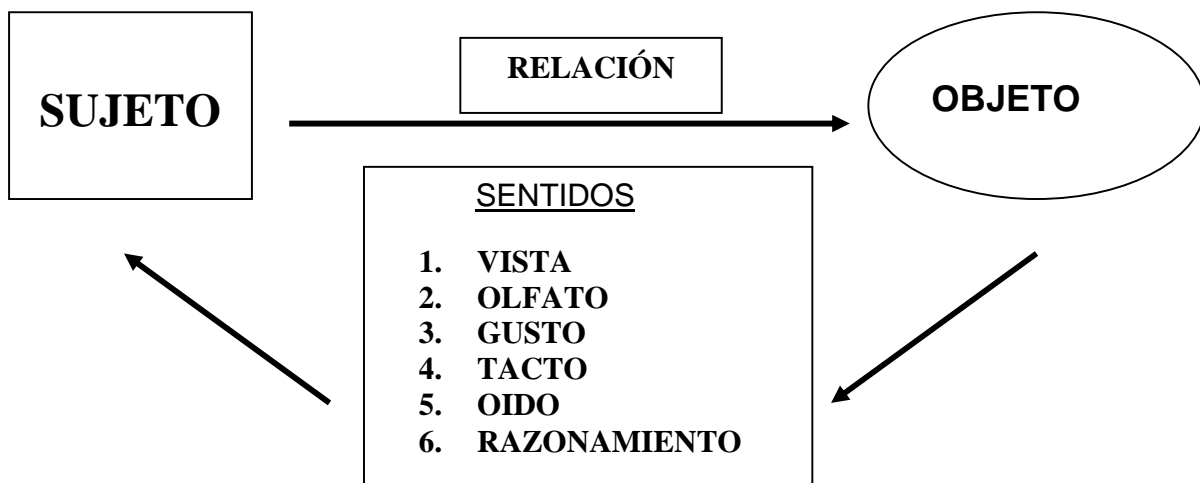 SUJETO
RELACIÓN
OBJETO
SENTIDOS
1. VISTA
2. OLFATO
3. GUSTO
4. TACTO
5. OIDO
6. RAZONAMIENTO